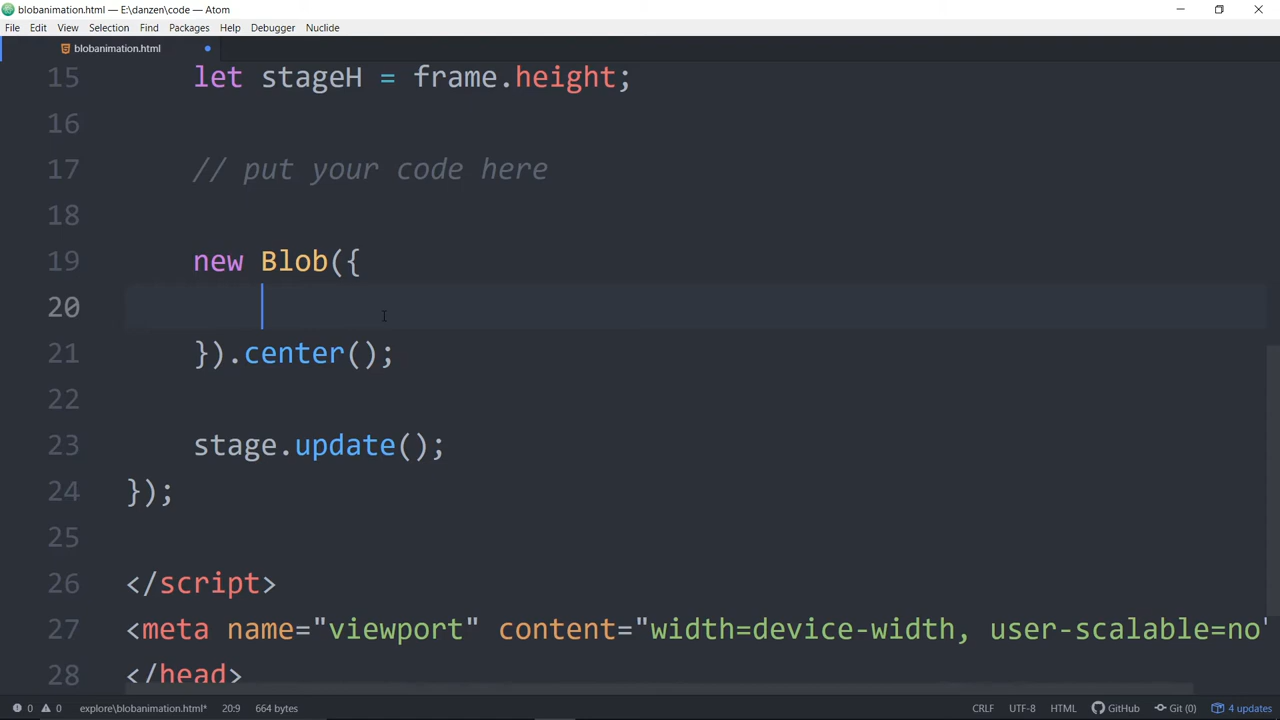 blobanimation.html — E:\danzen\code — Atom
File Edit View Selection Find Packages Help Debugger Nuclide
blobanimation.html
15 let stageH = frame.height;
16
17 // put your code here
18
19 new Blob({
20
21 }).center();
22
23 stage.update();
24 });
25
26 </script>
27 <meta name="viewport" content="width=device-width, user-scalable=no"
28 </head>
0 0 explore\blobanimation.html* 20:9 664 bytes CRLF UTF-8 HTML GitHub Git (0) 4 updates